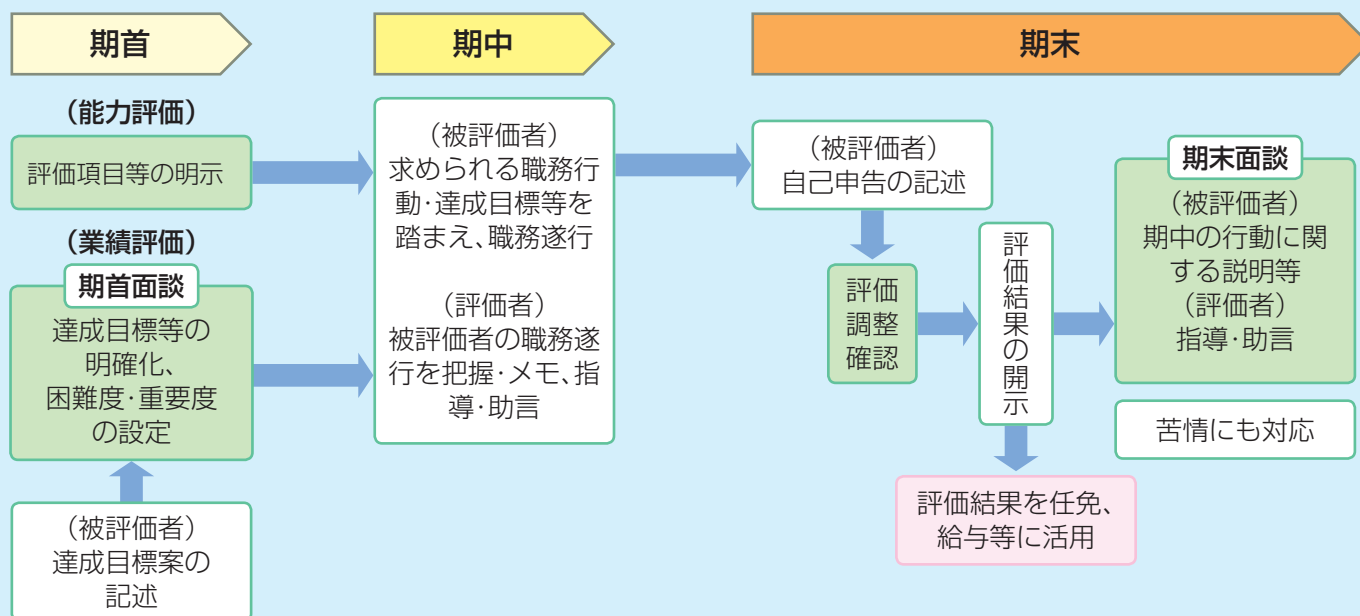 期首
期中
期末
（能力評価）
評価項目等の明示
（業績評価）
期首面談
達成目標等の
明確化、
困難度・重要度
の設定
（被評価者）
達成目標案の
記述
（被評価者）
求められる職務行
動・達成目標等を
踏まえ、職務遂行
（評価者）
被評価者の職務遂
行を把握・メモ、指
導・助言
（被評価者）
自己申告の記述
評価
調整
確認
評価結果の開示
評価結果を任免、
給与等に活用
期末面談
（被評価者）
期中の行動に関
する説明等
（評価者）
指導・助言
苦情にも対応